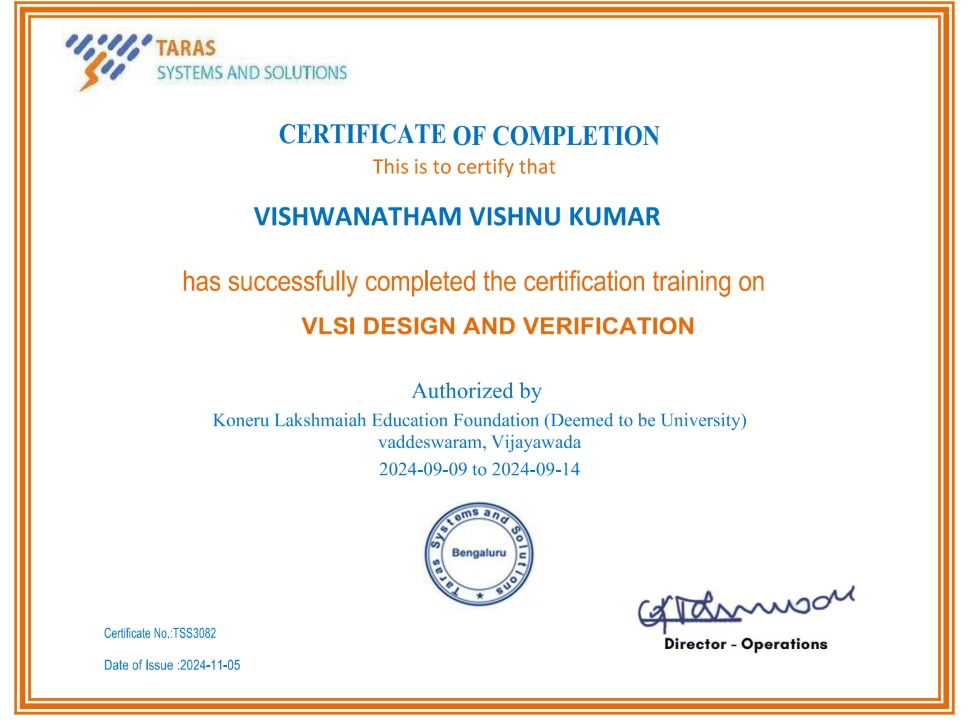 TARAS
SYSTEMS AND SOLUTIONS
CERTIFICATE OF COMPLETION
This is to certify that
VISHWANATHAM VISHNU KUMAR
has successfully completed the certification training on
VLSI DESIGN AND VERIFICATION
Authorized by
Koneru Lakshmaiah Education Foundation (Deemed to be University)
vaddeswaram, Vijayawada
2024-09-09 to 2024-09-14
Taras Systems and Solutions
Bengaluru
Director - Operations
Certificate No,:TSS3082
Date of Issue :2024-11-05